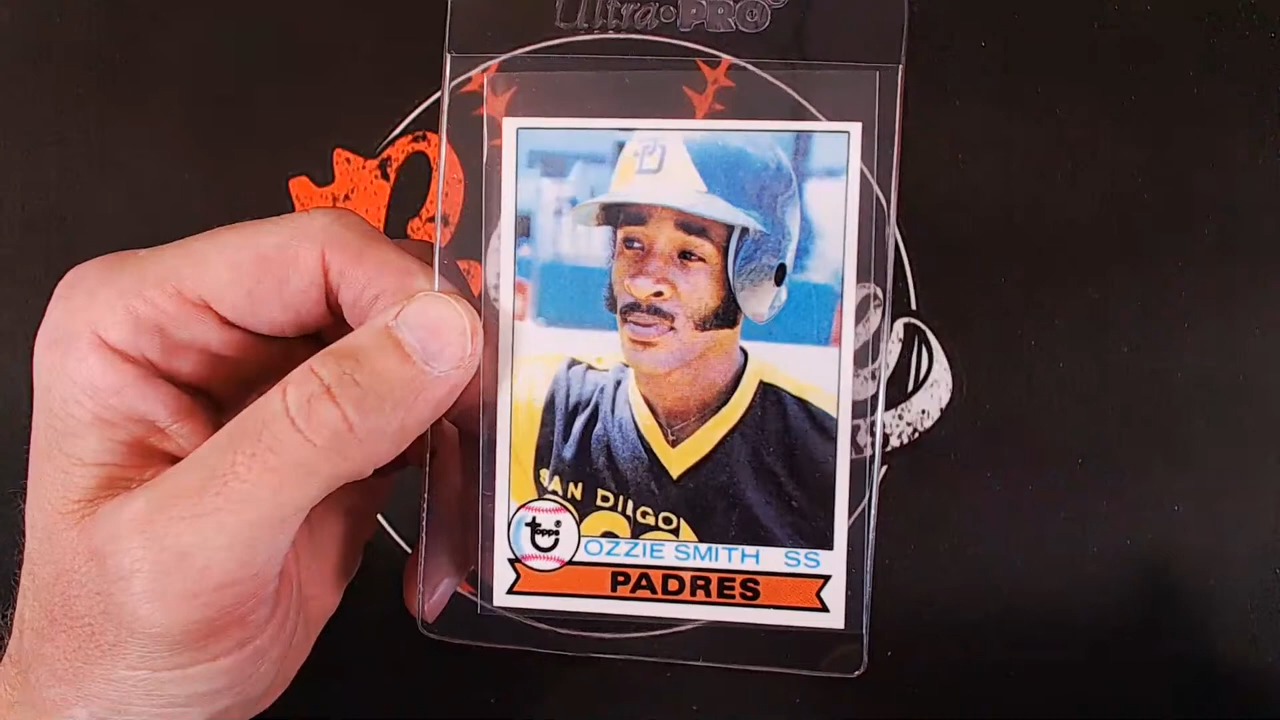 Ultra·PRO®
SAN DIEGO
topps®
OZZIE SMITH SS
PADRES